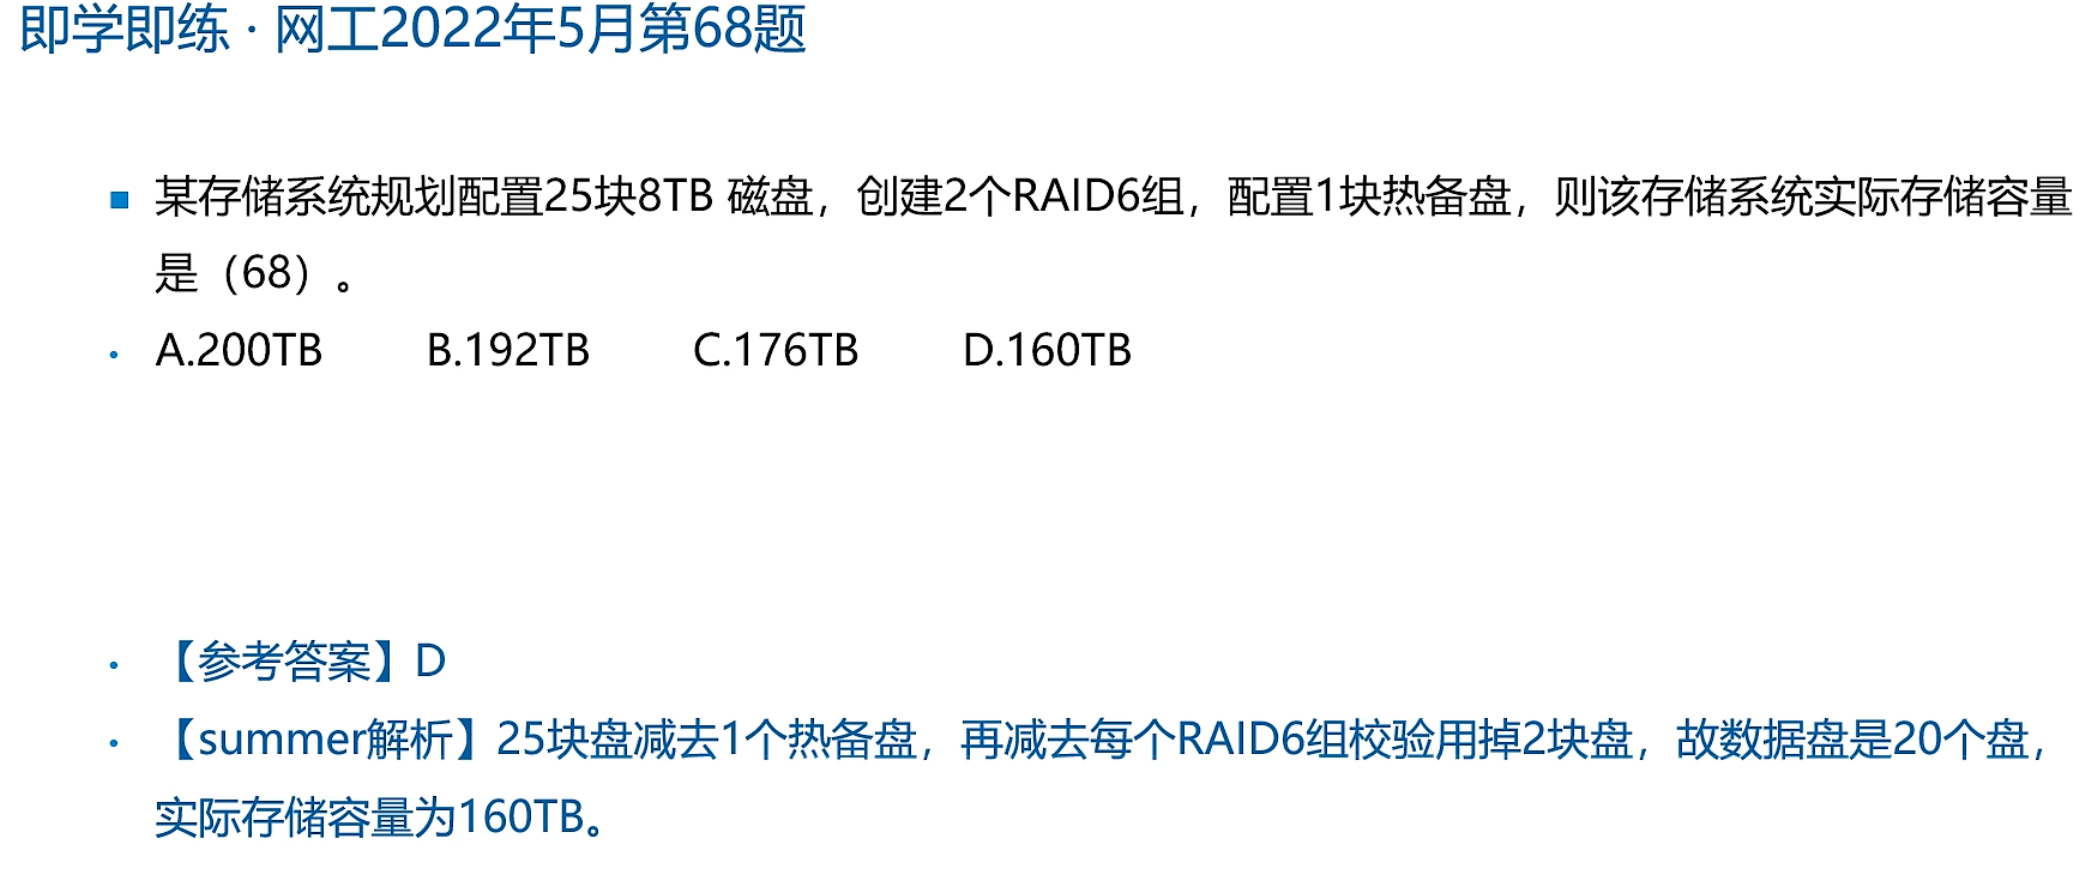 即学即练 · 网工2022年5月第68题
■ 某存储系统规划配置25块8TB 磁盘，创建2个RAID6组，配置1块热备盘，则该存储系统实际存储容量
是（68）。
• A.200TB B.192TB C.176TB D.160TB
• 【参考答案】D
• 【summer解析】25块盘减去1个热备盘，再减去每个RAID6组校验用掉2块盘，故数据盘是20个盘，
实际存储容量为160TB。